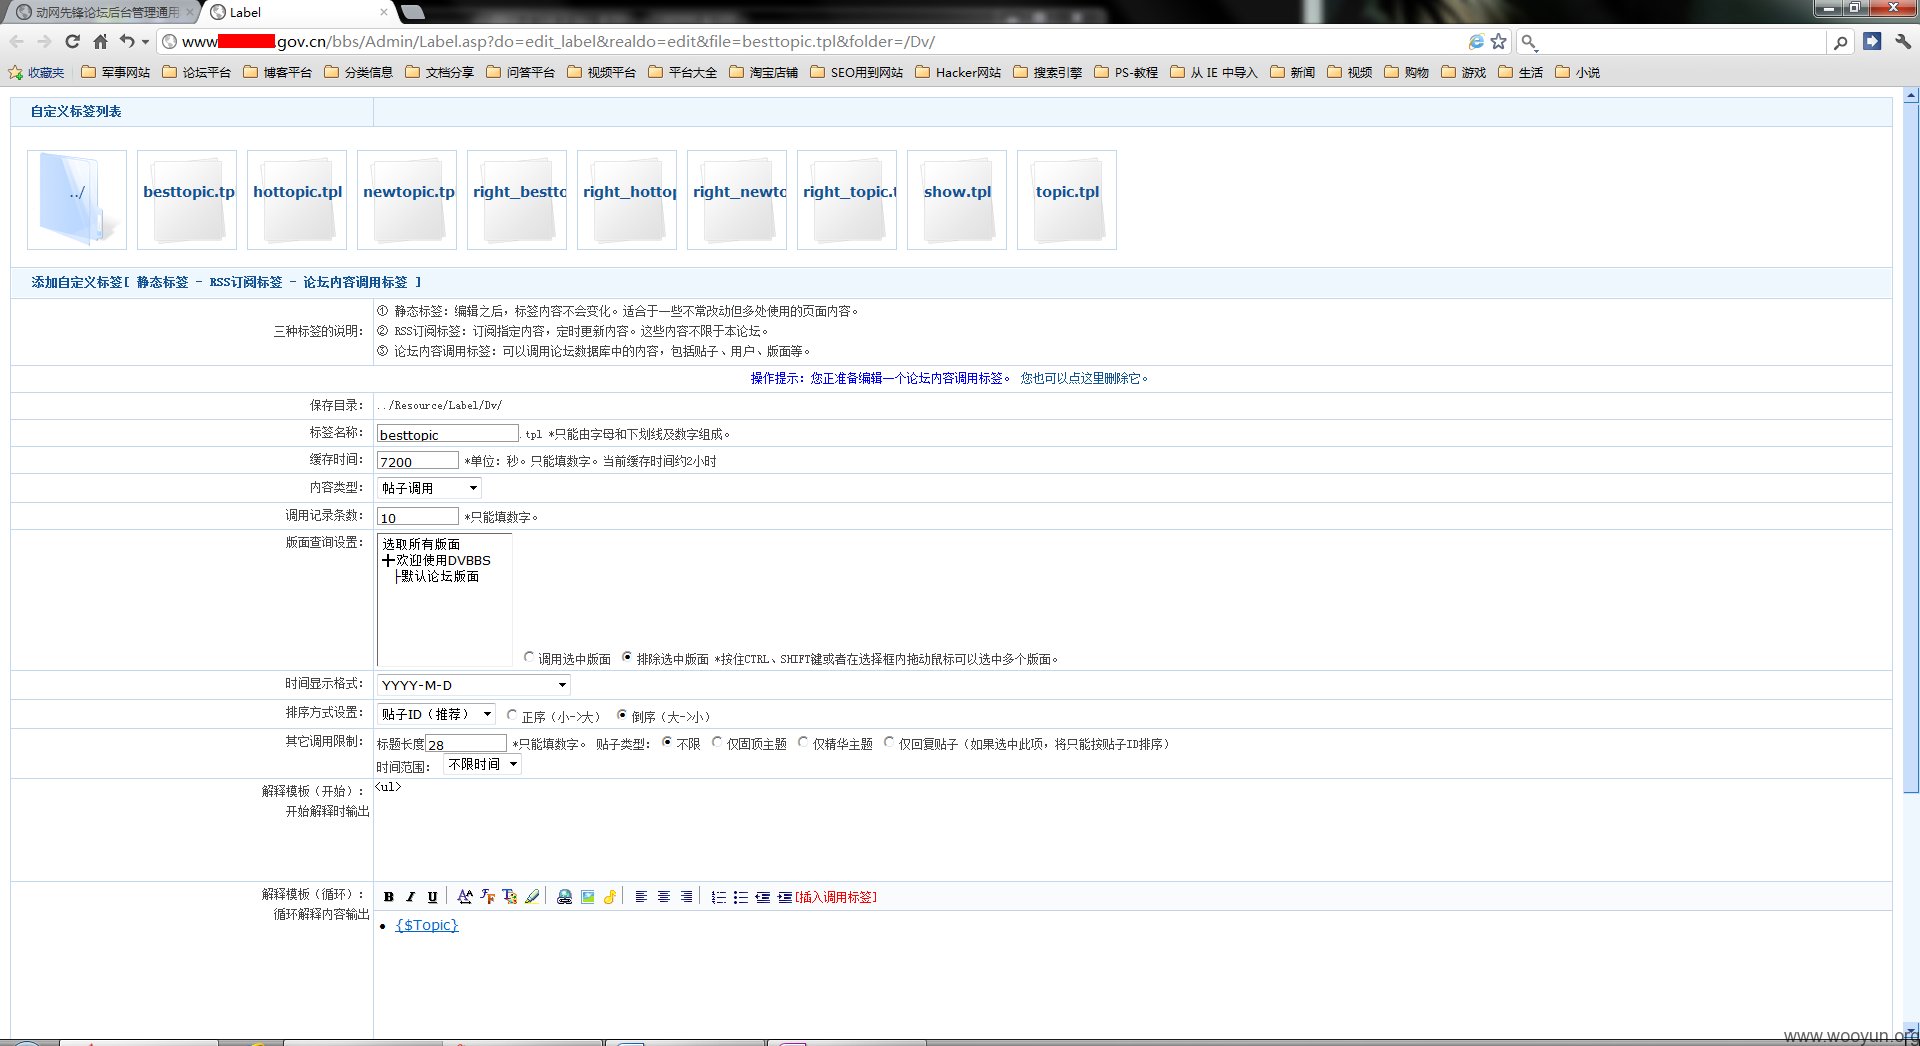 动网先锋论坛后台管理通用
Label
www .gov.cn/bbs/Admin/Label.asp?do=edit_label&realdo=edit&file=besttopic.tpl&folder=/Dv/
收藏夹 军事网站 论坛平台 博客平台 分类信息 文档分享 问答平台 视频平台 平台大全 淘宝店铺 SEO用到网站 Hacker网站 搜索引擎 PS-教程 从 IE 中导入 新闻 视频 购物 游戏 生活 小说
自定义标签列表
../ besttopic.tp hottopic.tpl newtopic.tp right_bestto right_hottop right_newto right_topic.t show.tpl topic.tpl
添加自定义标签[ 静态标签 - RSS订阅标签 - 论坛内容调用标签 ]
三种标签的说明:
① 静态标签: 编辑之后, 标签内容不会变化。适合于一些不常改动但多处使用的页面内容。
② RSS订阅标签: 订阅指定内容, 定时更新内容。这些内容不限于本论坛。
③ 论坛内容调用标签: 可以调用论坛数据库中的内容, 包括贴子、用户、版面等。
操作提示: 您正准备编辑一个论坛内容调用标签。 您也可以点这里删除它。
保存目录: ../Resource/Label/Dv/
标签名称: besttopic .tpl *只能由字母和下划线及数字组成。
缓存时间: 7200 *单位: 秒。只能填数字。当前缓存时间约2小时
内容类型: 帖子调用
调用记录条数: 10 *只能填数字。
版面查询设置: 选取所有版面
╋欢迎使用DVBBS
├默认论坛版面
调用选中版面 排除选中版面 *按住CTRL、SHIFT键或者在选择框内拖动鼠标可以选中多个版面。
时间显示格式: YYYY-M-D
排序方式设置: 贴子ID（推荐） 正序（小->大） 倒序（大->小）
其它调用限制: 标题长度 28 *只能填数字。 贴子类型: 不限 仅固顶主题 仅精华主题 仅回复贴子（如果选中此项, 将只能按贴子ID排序）
时间范围: 不限时间
解释模板（开始）: <ul>
开始解释时输出
解释模板（循环）: B I U [插入调用标签]
循环解释内容输出
{$Topic}
www.wooyun.org